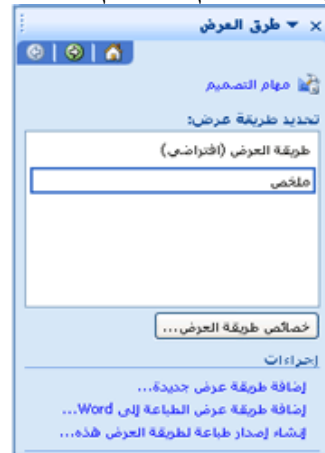 طرق العرض
مهام التصميم
تحديد طريقة عرض:
طريقة العرض (افتراضي)
ملخص
خصائص طريقة العرض...
إجراءات
إضافة طريقة عرض جديدة...
إضافة طريقة عرض الطباعة إلى Word...
إنشاء إصدار طباعة لطريقة العرض هذه...